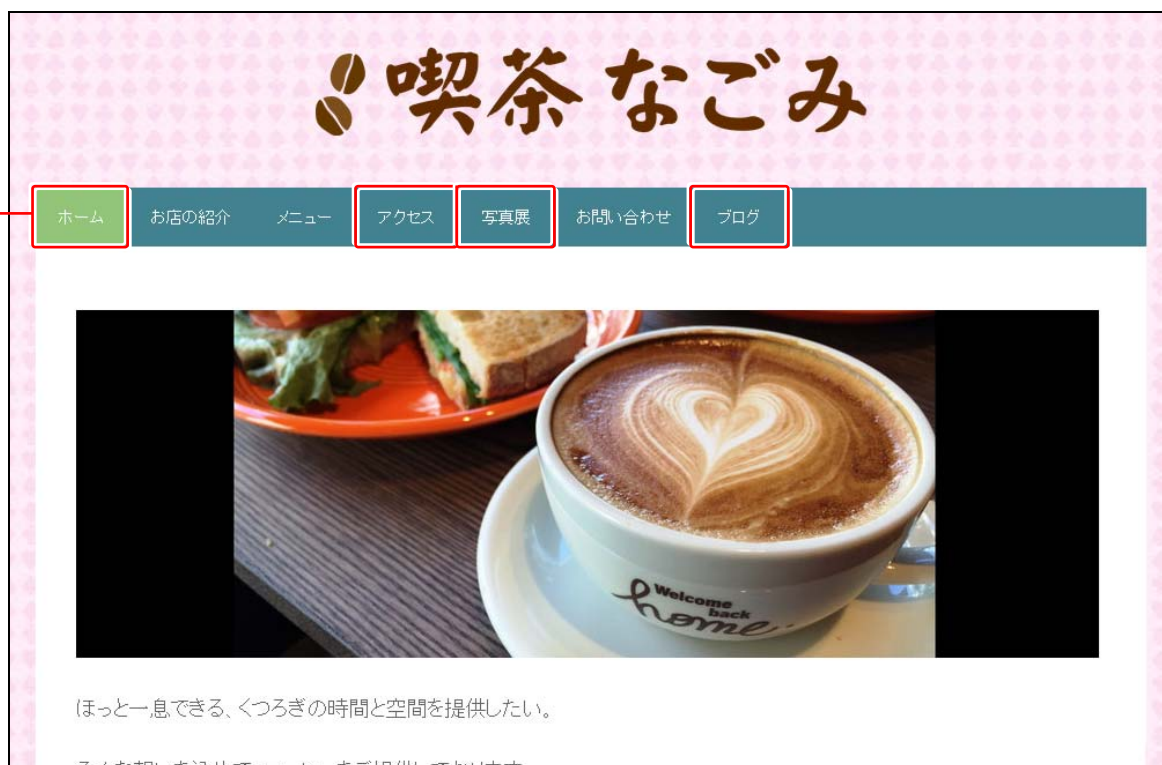 喫茶 なごみ
ホーム お店の紹介 メニュー アクセス 写真展 お問い合わせ ブログ
Welcome
back
home
ほっと一息できる、くつろぎの時間と空間を提供したい。